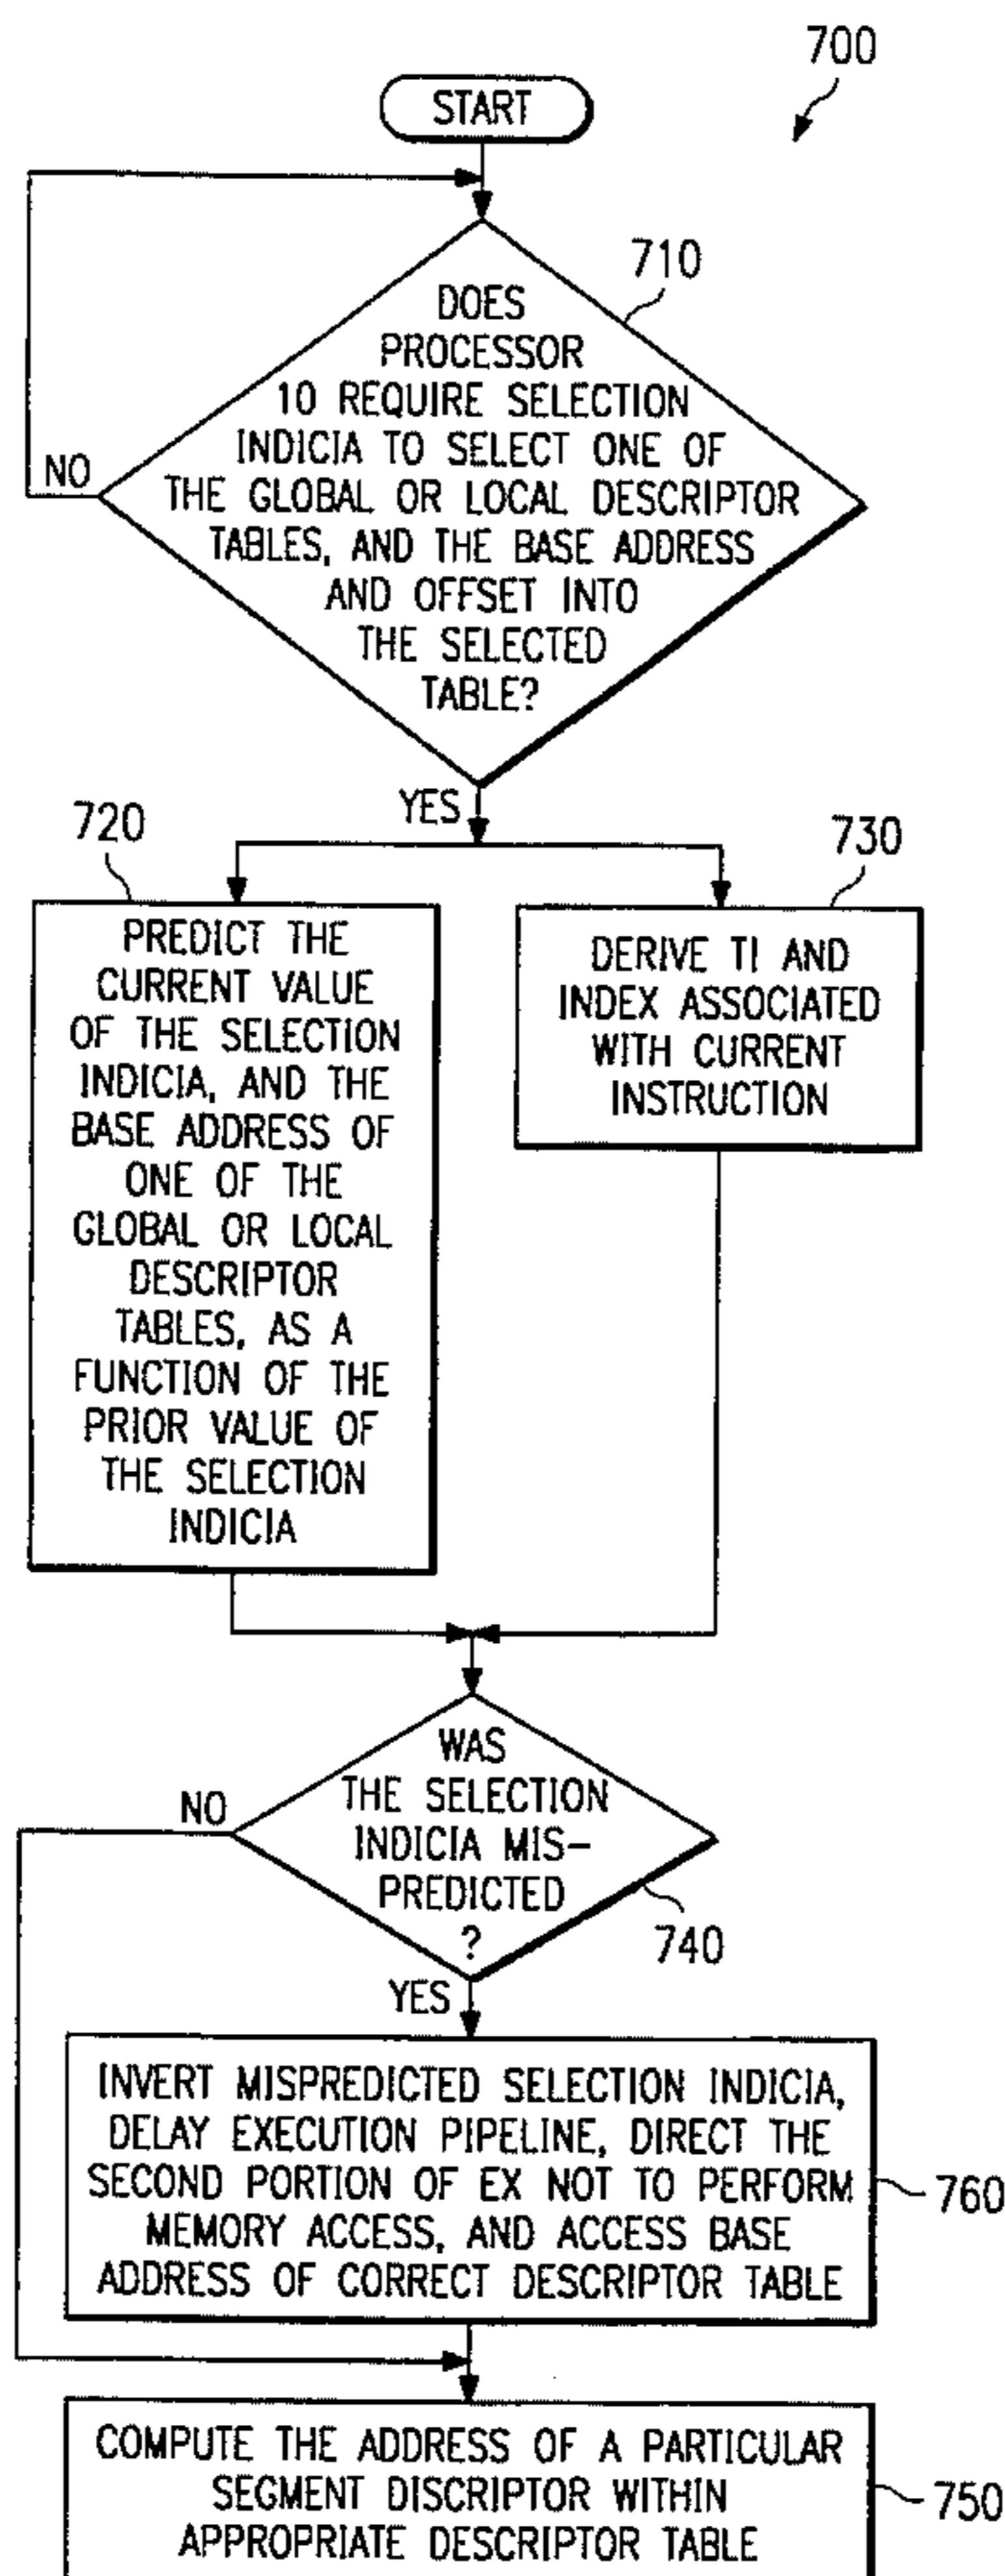 700
START
710
DOES
PROCESSOR
10 REQUIRE SELECTION
INDICIA TO SELECT ONE OF
THE GLOBAL OR LOCAL DESCRIPTOR
TABLES, AND THE BASE ADDRESS
AND OFFSET INTO
THE SELECTED
TABLE?
NO
YES
720
PREDICT THE
CURRENT VALUE
OF THE SELECTION
INDICIA, AND THE
BASE ADDRESS OF
ONE OF THE
GLOBAL OR LOCAL
DESCRIPTOR
TABLES, AS A
FUNCTION OF THE
PRIOR VALUE OF
THE SELECTION
INDICIA
730
DERIVE TI AND
INDEX ASSOCIATED
WITH CURRENT
INSTRUCTION
WAS
THE SELECTION
INDICIA MIS-
PREDICTED
?
NO
740
YES
INVERT MISPREDICTED SELECTION INDICIA,
DELAY EXECUTION PIPELINE, DIRECT THE
SECOND PORTION OF EX NOT TO PERFORM
MEMORY ACCESS, AND ACCESS BASE
ADDRESS OF CORRECT DESCRIPTOR TABLE
760
COMPUTE THE ADDRESS OF A PARTICULAR
SEGMENT DISCRIPTOR WITHIN
APPROPRIATE DESCRIPTOR TABLE
750